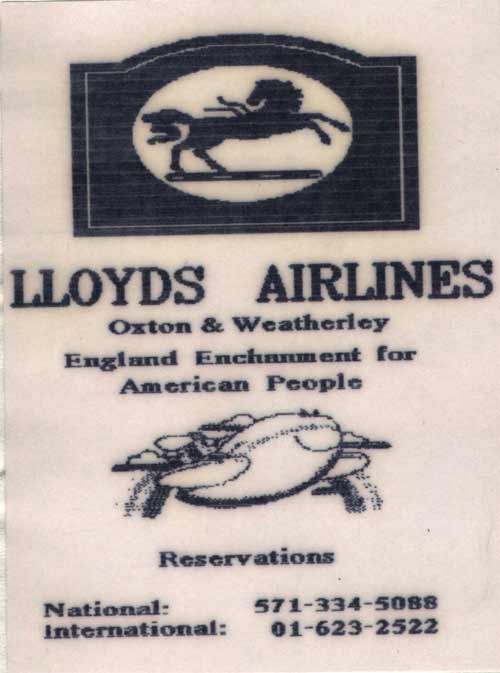 LLOYDS AIRLINES
Oxton & Weatherley
England Enchanment for
American People
Reservations
National: 571-334-5088
International: 01-623-2522